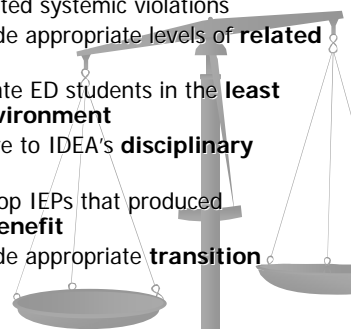 ted systemic violations
de appropriate levels of related
ate ED students in the least
vironment
re to IDEA's disciplinary
op IEPs that produced
enefit
de appropriate transition